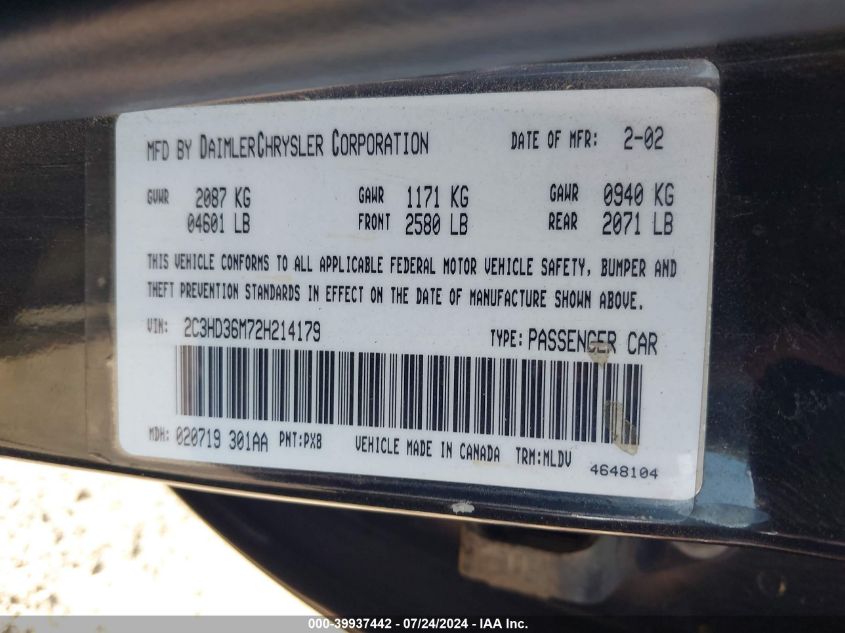 MFD BY DAIMLERCHRYSLER CORPORATION DATE OF MFR: 2-02
GVWR 2087 KG GAWR 1171 KG GAWR 0940 KG
04601 LB FRONT 2580 LB REAR 2071 LB
THIS VEHICLE CONFORMS TO ALL APPLICABLE FEDERAL MOTOR VEHICLE SAFETY, BUMPER AND
THEFT PREVENTION STANDARDS IN EFFECT ON THE DATE OF MANUFACTURE SHOWN ABOVE.
VIN: 2C3HD36M72H214179 TYPE: PASSENGER CAR
MDH: 020719 301AA PNT:PX8 VEHICLE MADE IN CANADA TRM:MLDV
4648104
000-39937442 / 07/24/2024 - IAA Inc.